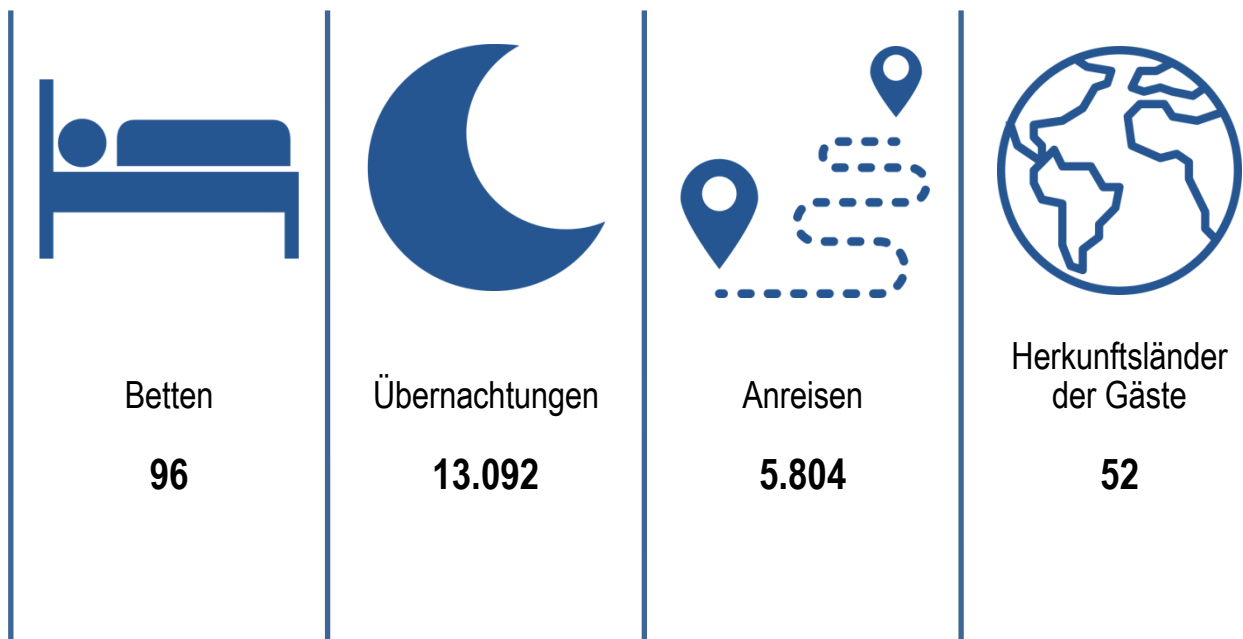 Betten
96
Übernachtungen
13.092
Anreisen
5.804
Herkunftsländer
der Gäste
52